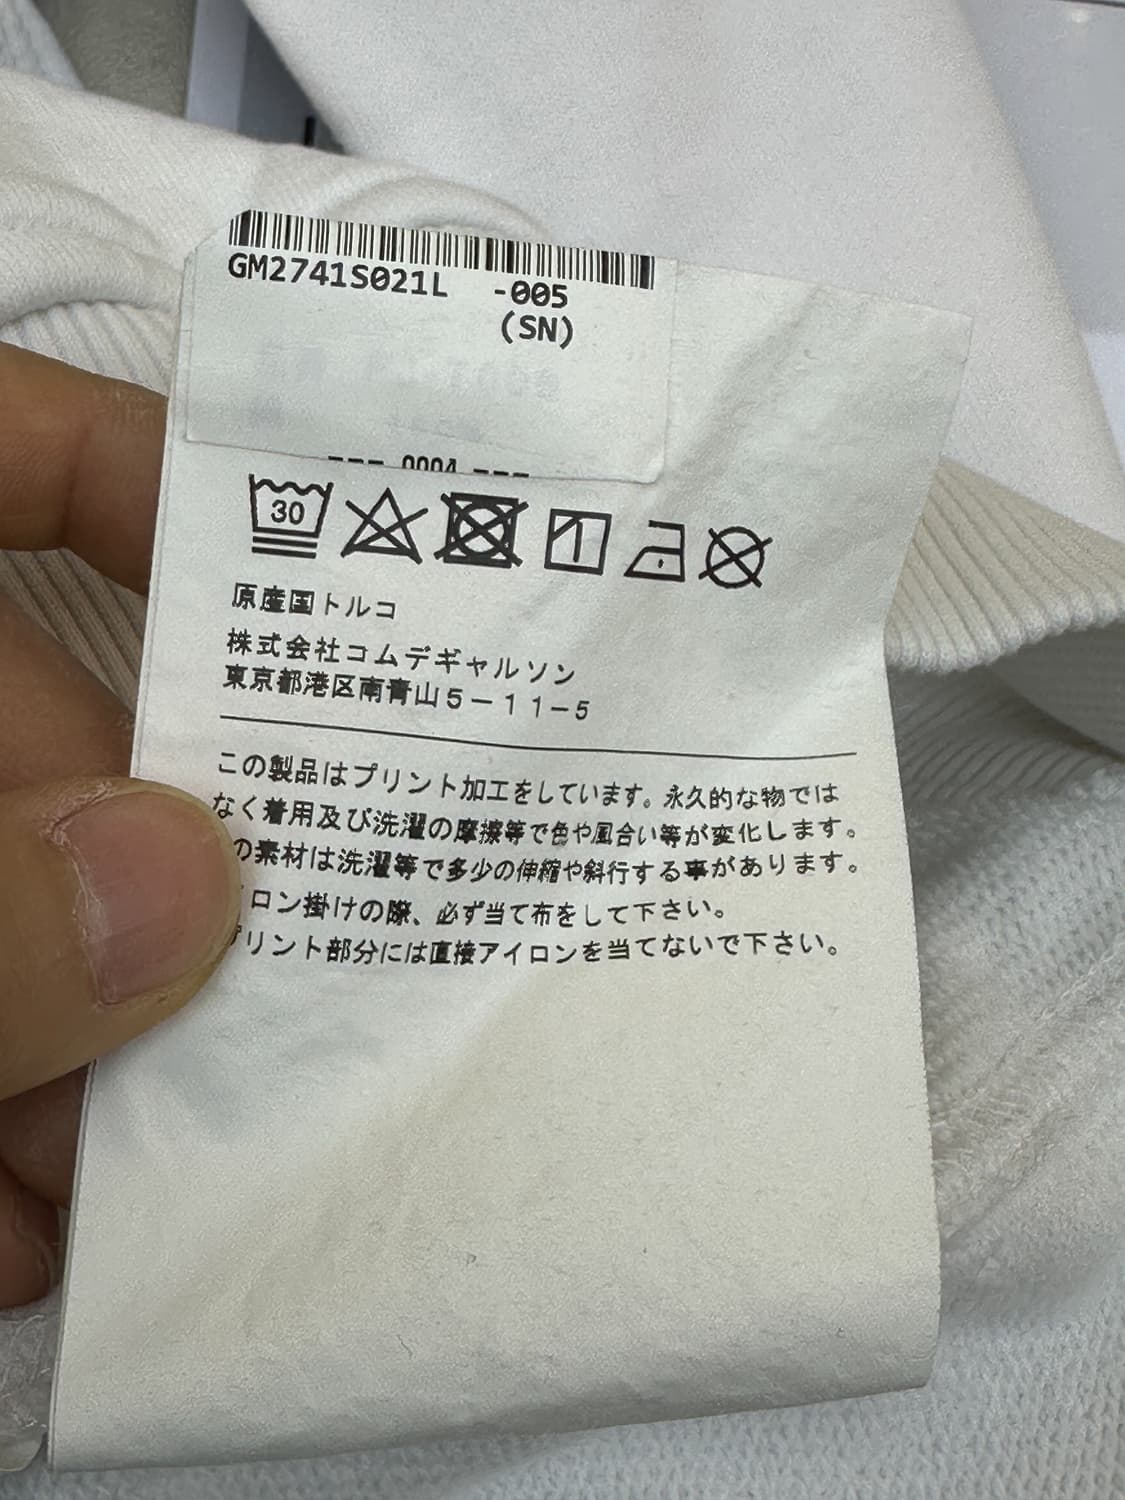 GM2741S021L -005
(SN)
--- 0004 ---
30
原産国トルコ
株式会社コムデギャルソン
東京都港区南青山5-11-5
この製品はプリント加工をしています。永久的な物では
なく着用及び洗濯の摩擦等で色や風合い等が変化します。
の素材は洗濯等で多少の伸縮や斜行する事があります。
ロン掛けの際、必ず当て布をして下さい。
プリント部分には直接アイロンを当てないで下さい。